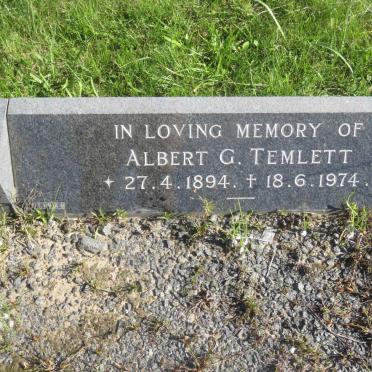 IN LOVING MEMORY OF
ALBERT G. TEMLETT
✦ 27.4.1894. ✝ 18.6.1974.